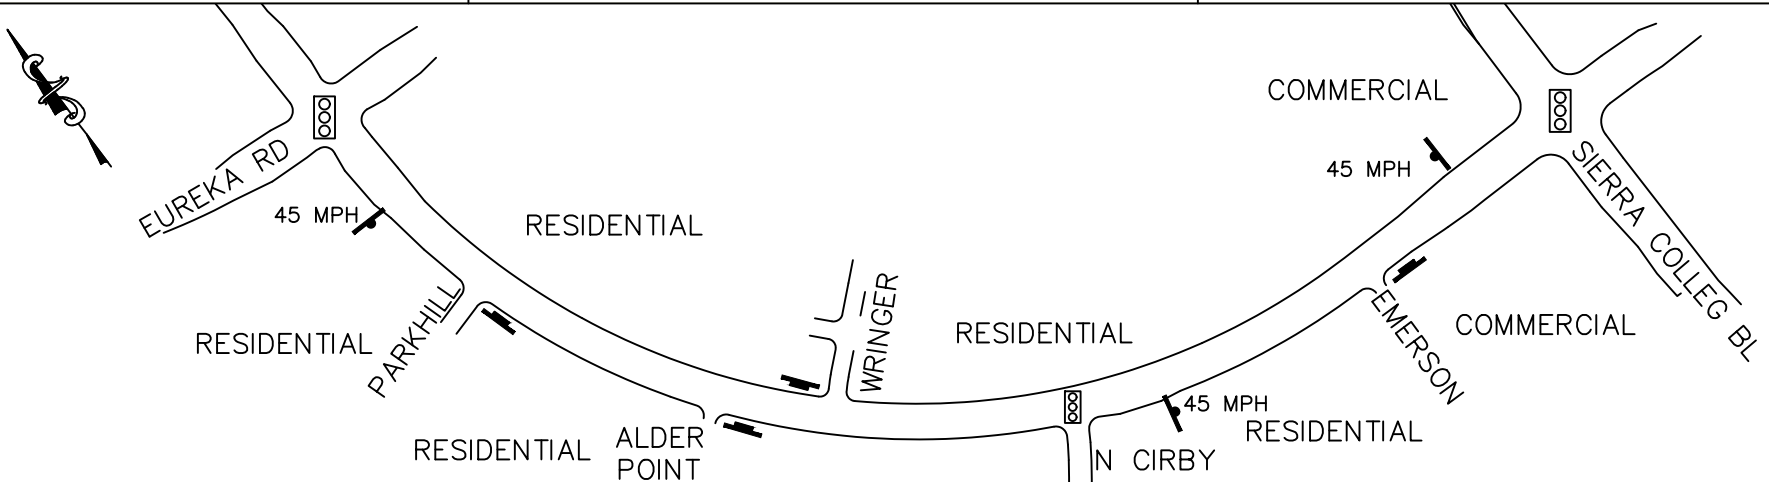 COMMERCIAL
EUREKA RD
45 MPH
SIERRA COLLEG BL
45 MPH
RESIDENTIAL
PARKHILL
RESIDENTIAL
WRINGER
RESIDENTIAL
EMERSON
COMMERCIAL
45 MPH
RESIDENTIAL
RESIDENTIAL
ALDER
POINT
N CIRBY